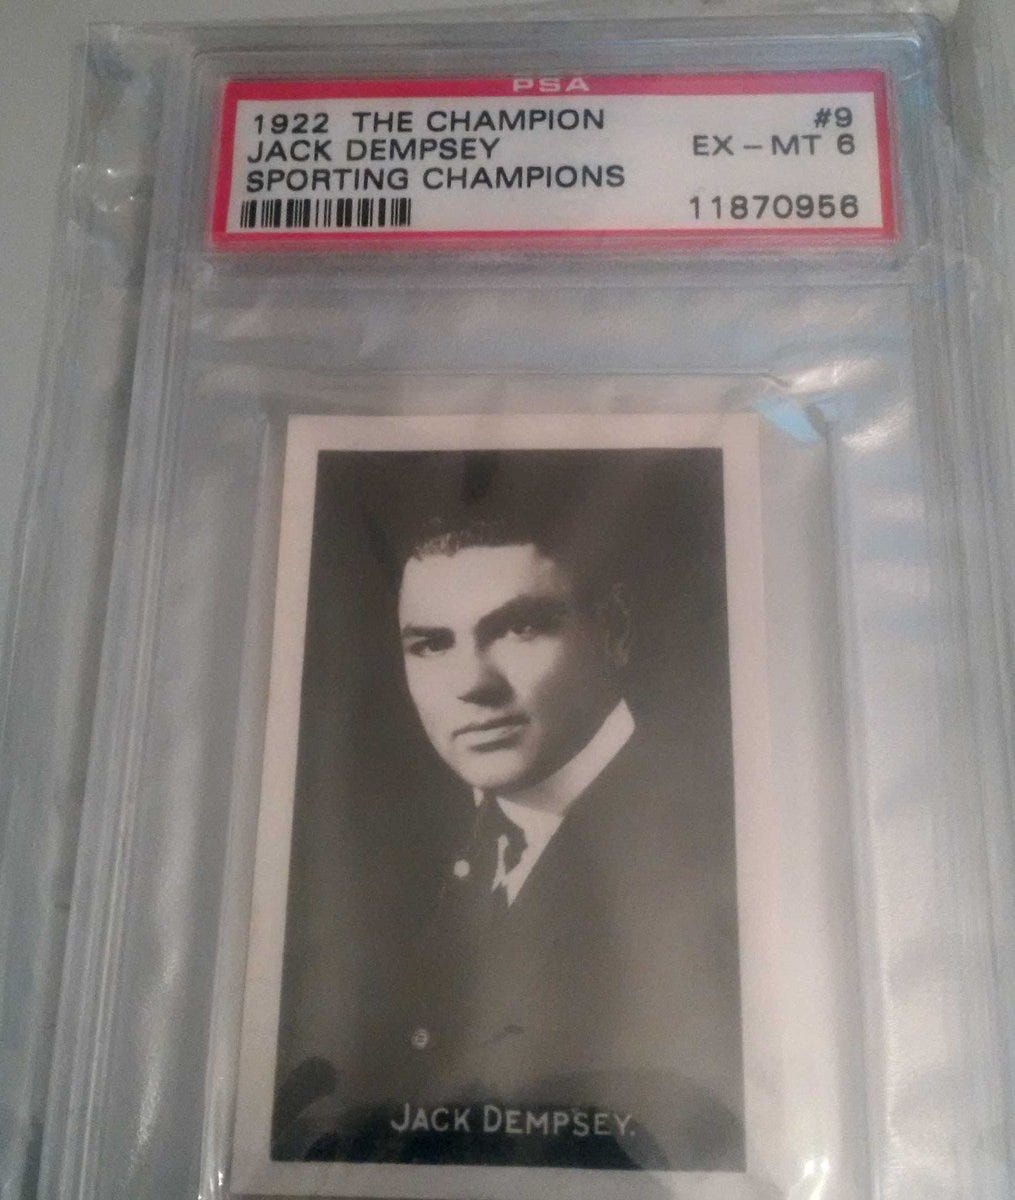 PSA
1922 THE CHAMPION #9
JACK DEMPSEY EX - MT 6
SPORTING CHAMPIONS
11870956
JACK DEMPSEY.